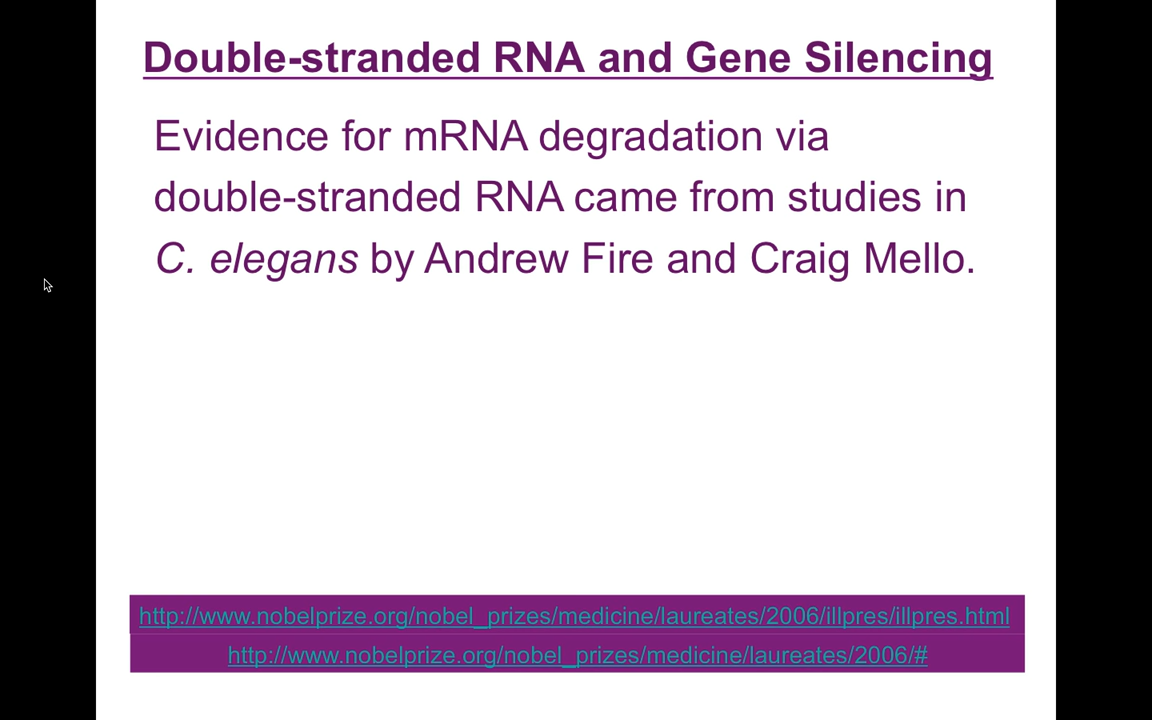 Double-stranded RNA and Gene Silencing
Evidence for mRNA degradation via
double-stranded RNA came from studies in
C. elegans by Andrew Fire and Craig Mello.
http://www.nobelprize.org/nobel_prizes/medicine/laureates/2006/illpres/illpres.html
http://www.nobelprize.org/nobel_prizes/medicine/laureates/2006/#